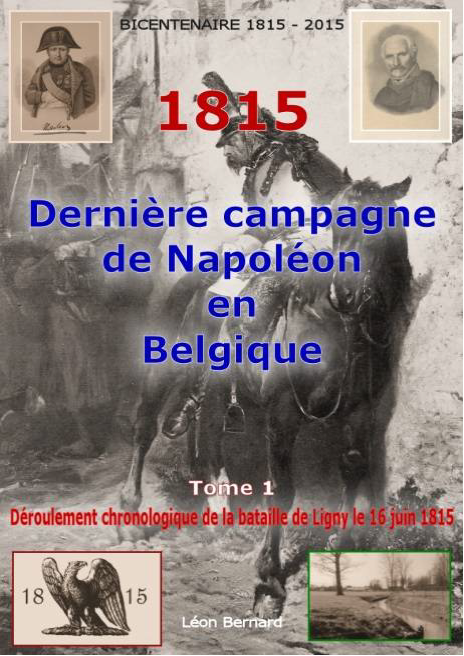 BICENTENAIRE 1815 - 2015
1815
Dernière campagne
de Napoléon
en
Belgique
Tome 1
Déroulement chronologique de la bataille de Ligny le 16 juin 1815
18 15
Léon Bernard